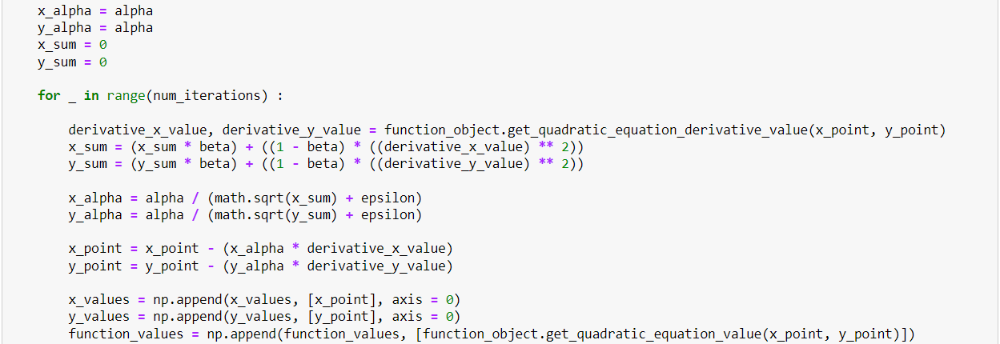 x_alpha = alpha
y_alpha = alpha
x_sum = 0
y_sum = 0
for _ in range(num_iterations) :
derivative_x_value, derivative_y_value = function_object.get_quadratic_equation_derivative_value(x_point, y_point)
x_sum = (x_sum * beta) + ((1 - beta) * ((derivative_x_value) ** 2))
y_sum = (y_sum * beta) + ((1 - beta) * ((derivative_y_value) ** 2))
x_alpha = alpha / (math.sqrt(x_sum) + epsilon)
y_alpha = alpha / (math.sqrt(y_sum) + epsilon)
x_point = x_point - (x_alpha * derivative_x_value)
y_point = y_point - (y_alpha * derivative_y_value)
x_values = np.append(x_values, [x_point], axis = 0)
y_values = np.append(y_values, [y_point], axis = 0)
function_values = np.append(function_values, [function_object.get_quadratic_equation_value(x_point, y_point)])